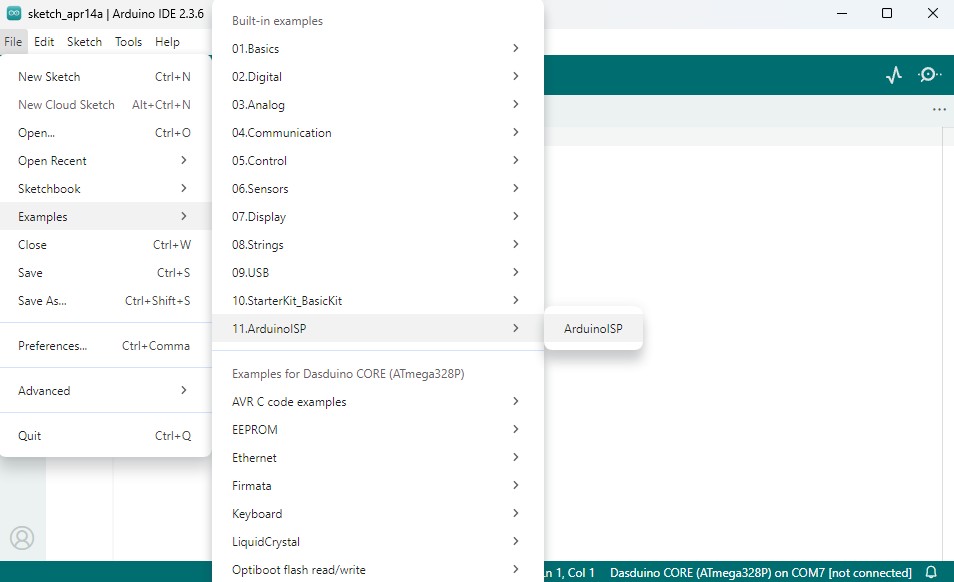 sketch_apr14a | Arduino IDE 2.3.6
File Edit Sketch Tools Help
New Sketch Ctrl+N
New Cloud Sketch Alt+Ctrl+N
Open... Ctrl+O
Open Recent
Sketchbook
Examples
Close Ctrl+W
Save Ctrl+S
Save As... Ctrl+Shift+S
Preferences... Ctrl+Comma
Advanced
Quit Ctrl+Q
Built-in examples
01.Basics
02.Digital
03.Analog
04.Communication
05.Control
06.Sensors
07.Display
08.Strings
09.USB
10.StarterKit_BasicKit
11.ArduinoISP
Examples for Dasduino CORE (ATmega328P)
AVR C code examples
EEPROM
Ethernet
Firmata
Keyboard
LiquidCrystal
Optiboot flash read/write
ArduinoISP
Ln 1, Col 1 Dasduino CORE (ATmega328P) on COM7 [not connected]